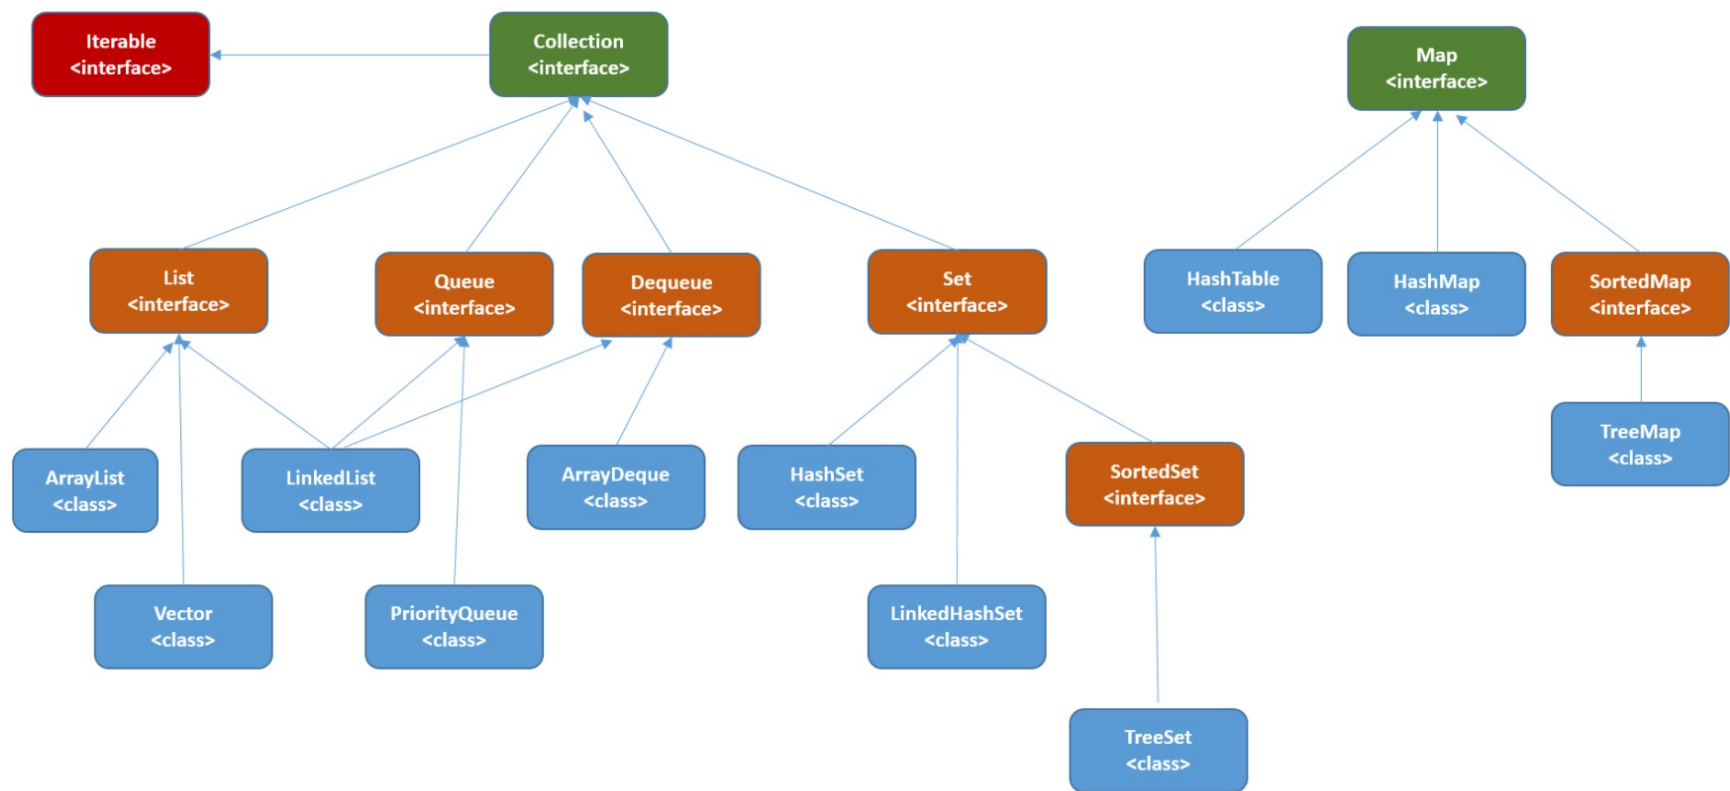 Iterable
<interface>
Collection
<interface>
Map
<interface>
List
<interface>
Queue
<interface>
Dequeue
<interface>
Set
<interface>
HashTable
<class>
HashMap
<class>
SortedMap
<interface>
ArrayList
<class>
LinkedList
<class>
ArrayDeque
<class>
HashSet
<class>
SortedSet
<interface>
TreeMap
<class>
Vector
<class>
PriorityQueue
<class>
LinkedHashSet
<class>
TreeSet
<class>